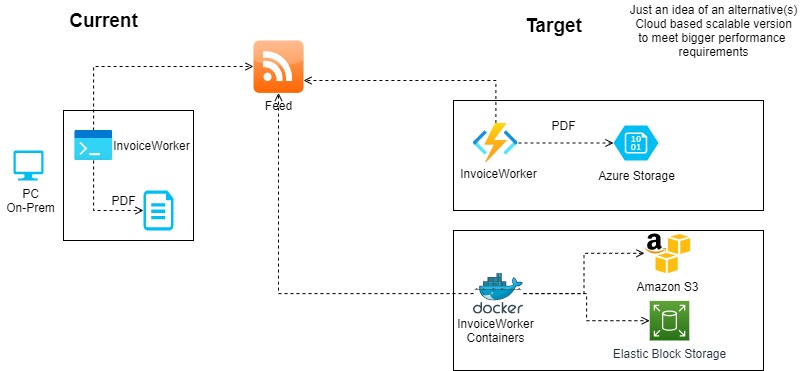 Current
Target
Just an idea of an alternative(s)
Cloud based scalable version
to meet bigger performance
requirements
Feed
InvoiceWorker
PDF
PC
On-Prem
PDF
10
01
InvoiceWorker
Azure Storage
a
Amazon S3
docker
InvoiceWorker
Containers
Elastic Block Storage